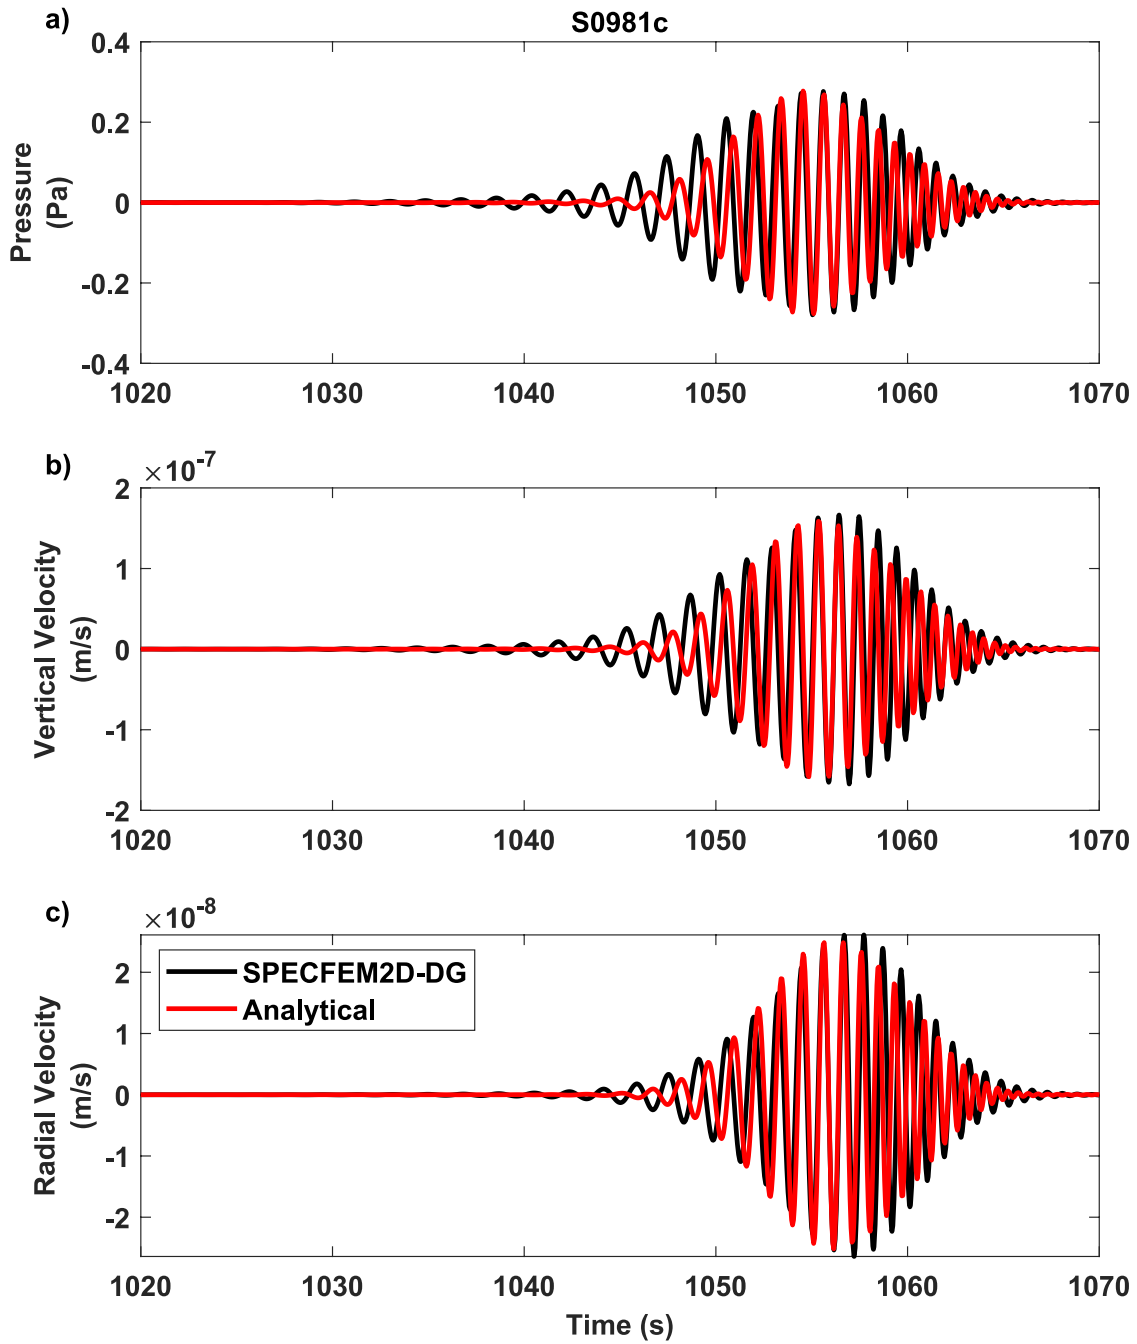 a)
S0981c
0.4
0.2
0
-0.2
-0.4
Pressure
(Pa)
1020 1030 1040 1050 1060 1070
b)
×10-7
2
1
0
-1
-2
Vertical Velocity
(m/s)
1020 1030 1040 1050 1060 1070
c)
×10-8
2
1
0
-1
-2
Radial Velocity
(m/s)
SPECFEM2D-DG
Analytical
1020 1030 1040 1050 1060 1070
Time (s)